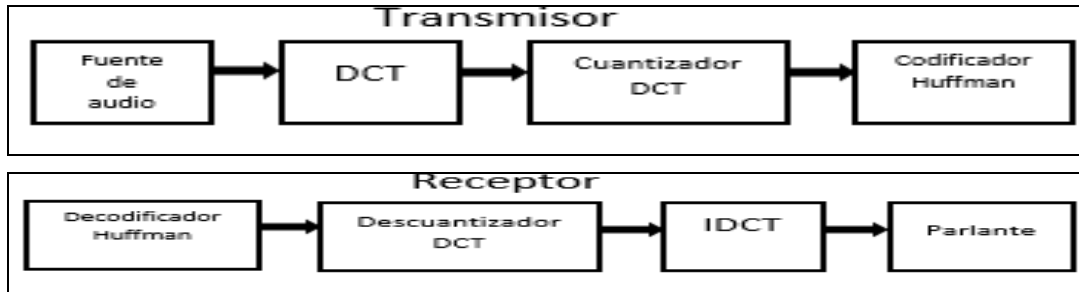 Transmisor
Fuente
de
audio
DCT
Cuantizador
DCT
Codificador
Huffman
Receptor
Decodificador
Huffman
Descuantizador
DCT
IDCT
Parlante